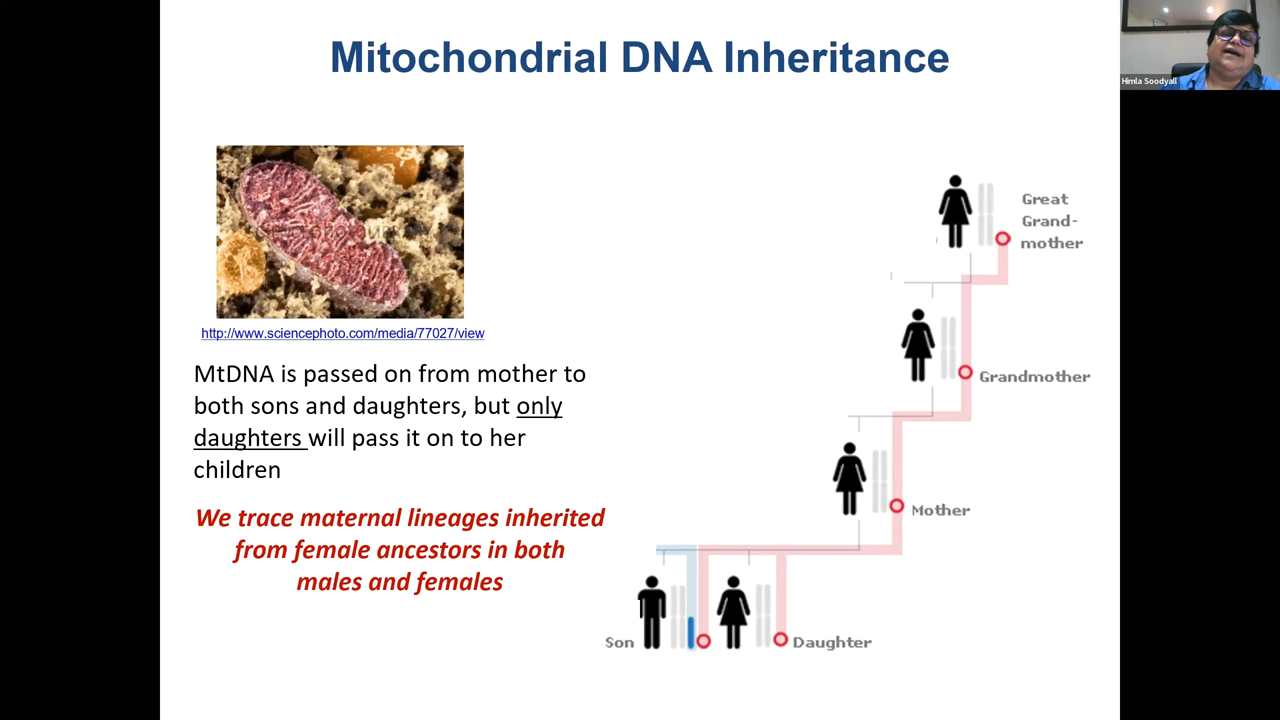 Mitochondrial DNA Inheritance
Himla Soodyall
http://www.sciencephoto.com/media/77027/view
MtDNA is passed on from mother to
both sons and daughters, but only
daughters will pass it on to her
children
We trace maternal lineages inherited
from female ancestors in both
males and females
Great
Grand-
mother
Grandmother
Mother
Son
Daughter